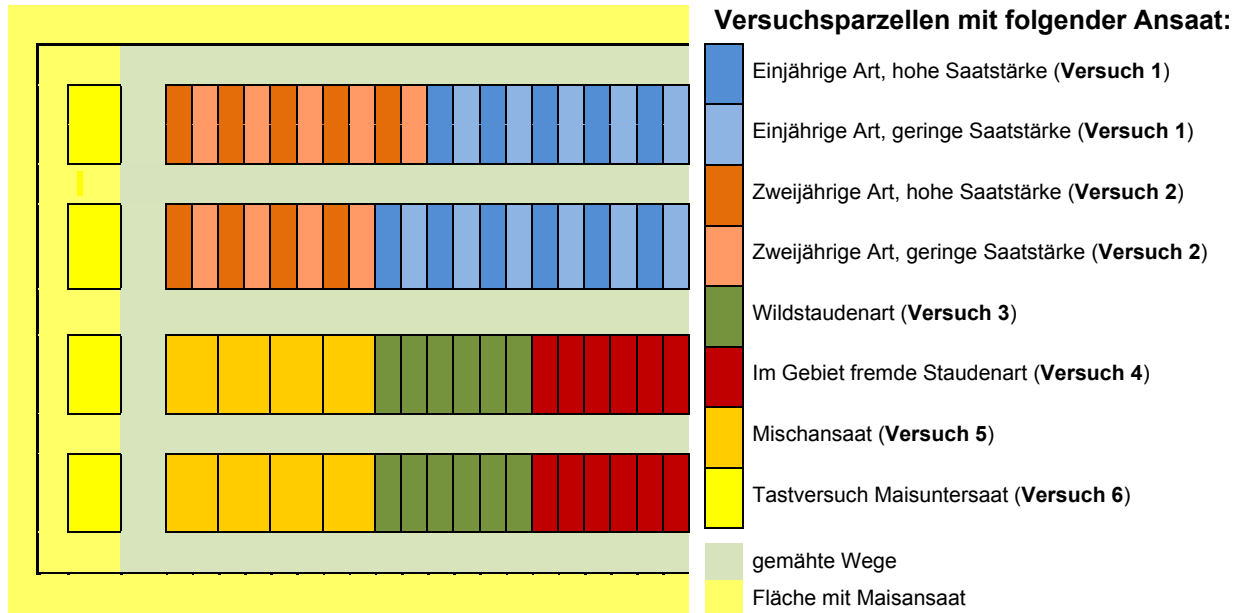 Versuchsparzellen mit folgender Ansaat:
Einjährige Art, hohe Saatstärke (Versuch 1)
Einjährige Art, geringe Saatstärke (Versuch 1)
Zweijährige Art, hohe Saatstärke (Versuch 2)
Zweijährige Art, geringe Saatstärke (Versuch 2)
Wildstaudenart (Versuch 3)
Im Gebiet fremde Staudenart (Versuch 4)
Mischansaat (Versuch 5)
Tastversuch Maisuntersaat (Versuch 6)
gemähte Wege
Fläche mit Maisansaat